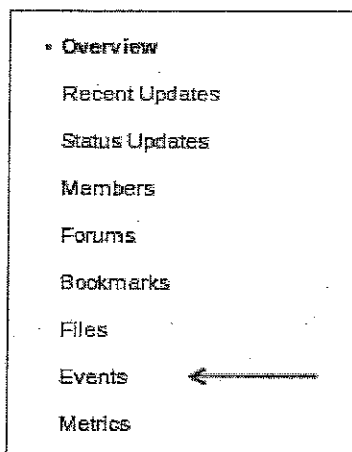 Overview
Recent Updates
Status Updates
Members
Forums
Bookmarks
Files
Events
Metrics